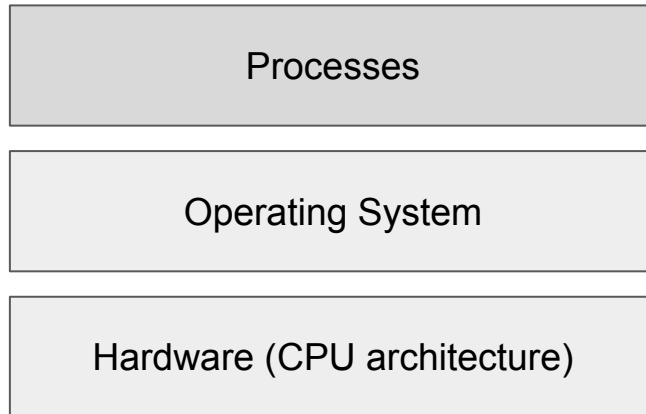 Processes
Operating System
Hardware (CPU architecture)